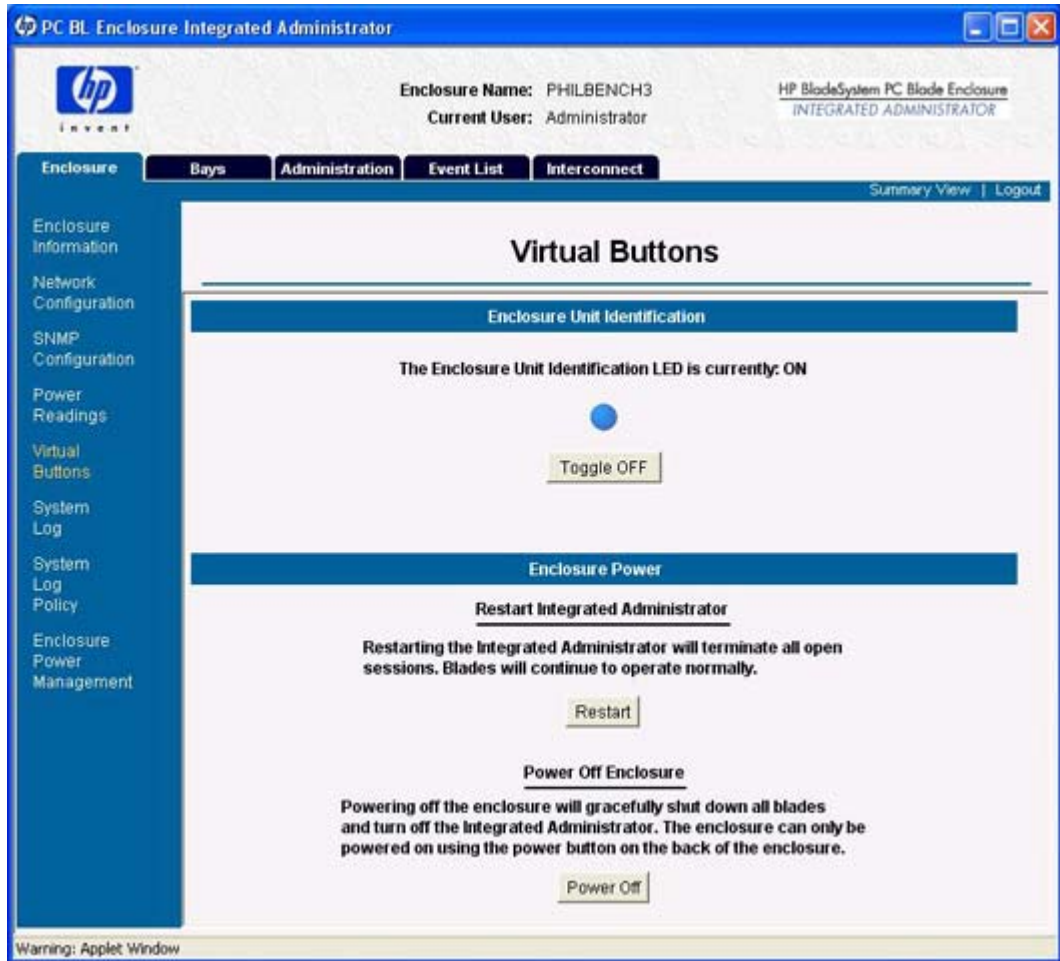 PC BL Enclosure Integrated Administrator
hp
invent
Enclosure Name: PHILBENCH3
Current User: Administrator
HP BladeSystem PC Blade Enclosure
INTEGRATED ADMINISTRATOR
Enclosure Bays Administration Event List Interconnect
Summary View | Logout
Enclosure
Information
Network
Configuration
SNMP
Configuration
Power
Readings
Virtual
Buttons
System
Log
System
Log
Policy
Enclosure
Power
Management
Virtual Buttons
Enclosure Unit Identification
The Enclosure Unit Identification LED is currently: ON
Toggle OFF
Enclosure Power
Restart Integrated Administrator
Restarting the Integrated Administrator will terminate all open
sessions. Blades will continue to operate normally.
Restart
Power Off Enclosure
Powering off the enclosure will gracefully shut down all blades
and turn off the Integrated Administrator. The enclosure can only be
powered on using the power button on the back of the enclosure.
Power Off
Warning: Applet Window